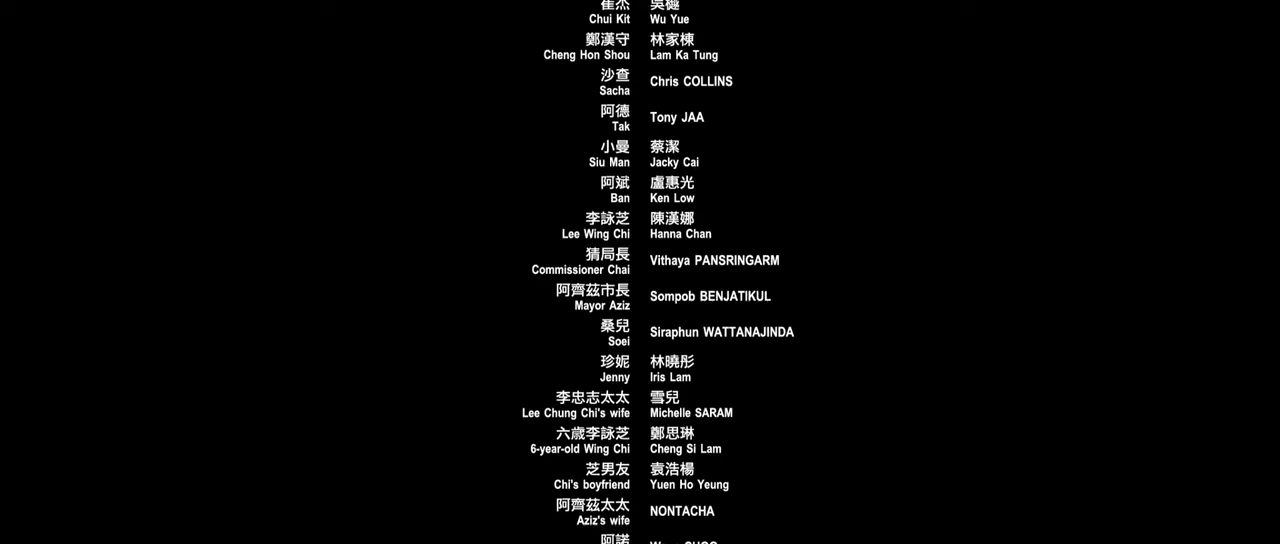 崔杰 吳樾
Chui Kit Wu Yue
鄭漢守 林家棟
Cheng Hon Shou Lam Ka Tung
沙查
Sacha Chris COLLINS
阿德
Tak Tony JAA
小曼 蔡潔
Siu Man Jacky Cai
阿斌 盧惠光
Ban Ken Low
李詠芝 陳漢娜
Lee Wing Chi Hanna Chan
猜局長
Commissioner Chai Vithaya PANSRINGARM
阿齊茲市長
Mayor Aziz Sompob BENJATIKUL
桑兒
Soei Siraphun WATTANAJINDA
珍妮 林曉彤
Jenny Iris Lam
李忠志太太 雪兒
Lee Chung Chi's wife Michelle SARAM
六歲李詠芝 鄭思琳
6-year-old Wing Chi Cheng Si Lam
芝男友 袁浩楊
Chi's boyfriend Yuen Ho Yeung
阿齊茲太太
Aziz's wife NONTACHA
阿諾